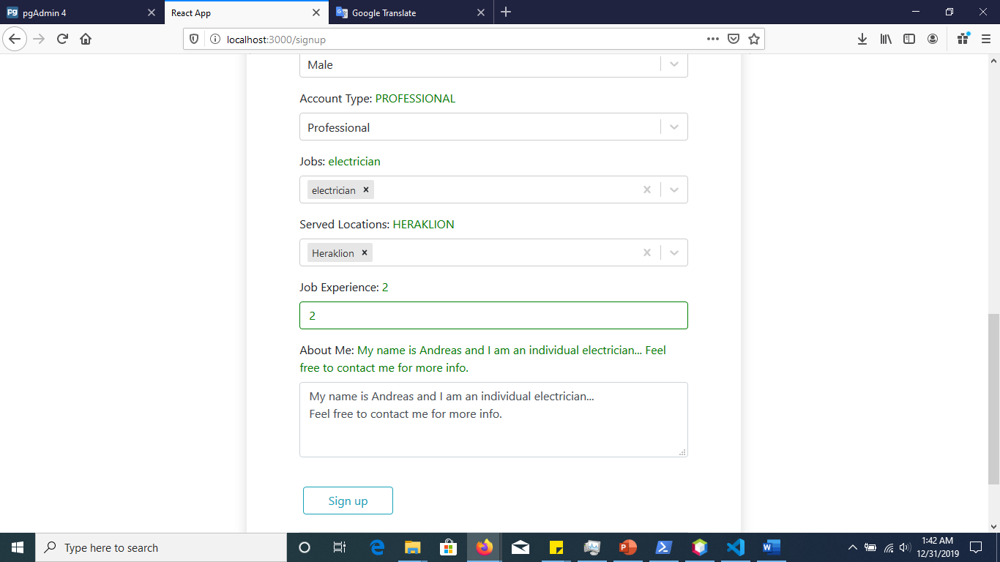 pgAdmin 4
React App
Google Translate
localhost:3000/signup
Male
Account Type: PROFESSIONAL
Professional
Jobs: electrician
electrician
Served Locations: HERAKLION
Heraklion
Job Experience: 2
2
About Me: My name is Andreas and I am an individual electrician... Feel
free to contact me for more info.
My name is Andreas and I am an individual electrician...
Feel free to contact me for more info.
Sign up
Type here to search
1:42 AM
12/31/2019